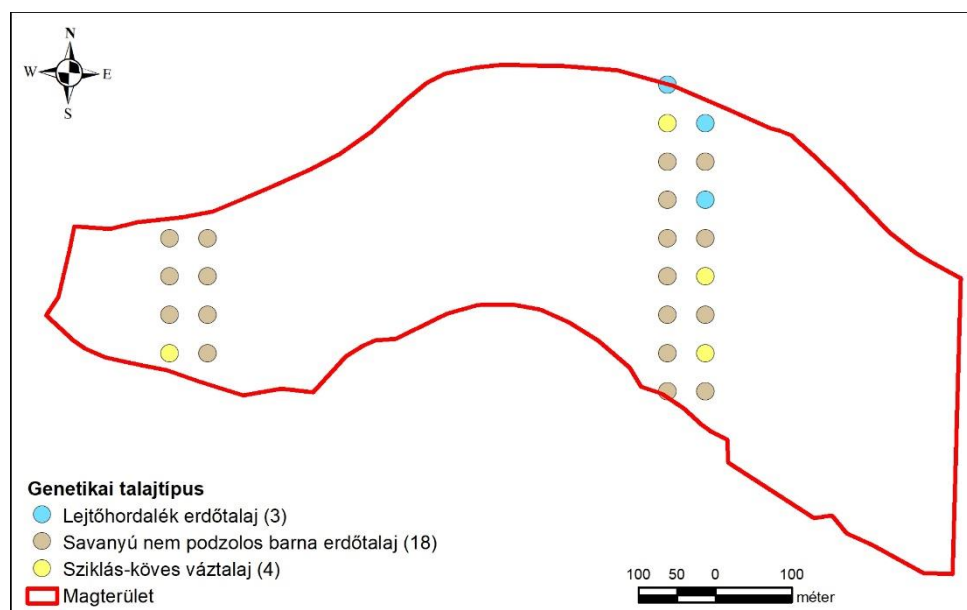 N
W E
S
Genetikai talajtípus
Lejtőhordalék erdőtalaj (3)
Savanyú nem podzolos barna erdőtalaj (18)
Sziklás-köves váztalaj (4)
Magterület
100 50 0 100
méter